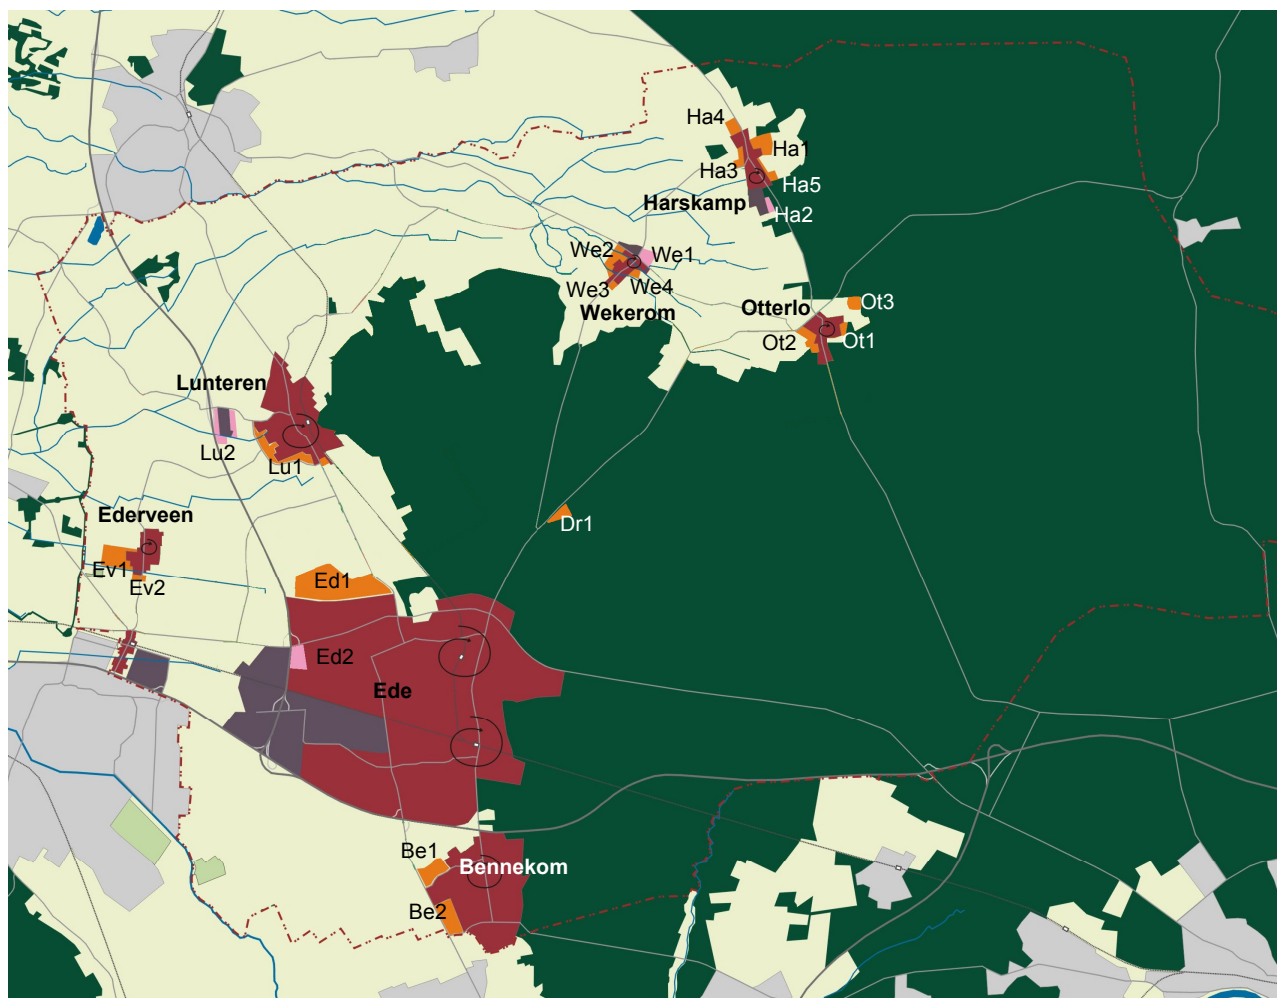 Ha4
Ha1
Ha3
Ha5
Harskamp
Ha2
We2
We1
We3
We4
Wekerom
Otterlo
Ot3
Ot2
Ot1
Lunteren
Lu2
Lu1
Ederveen
Dr1
Ev1
Ev2
Ed1
Ed2
Ede
Be1
Bennekom
Be2